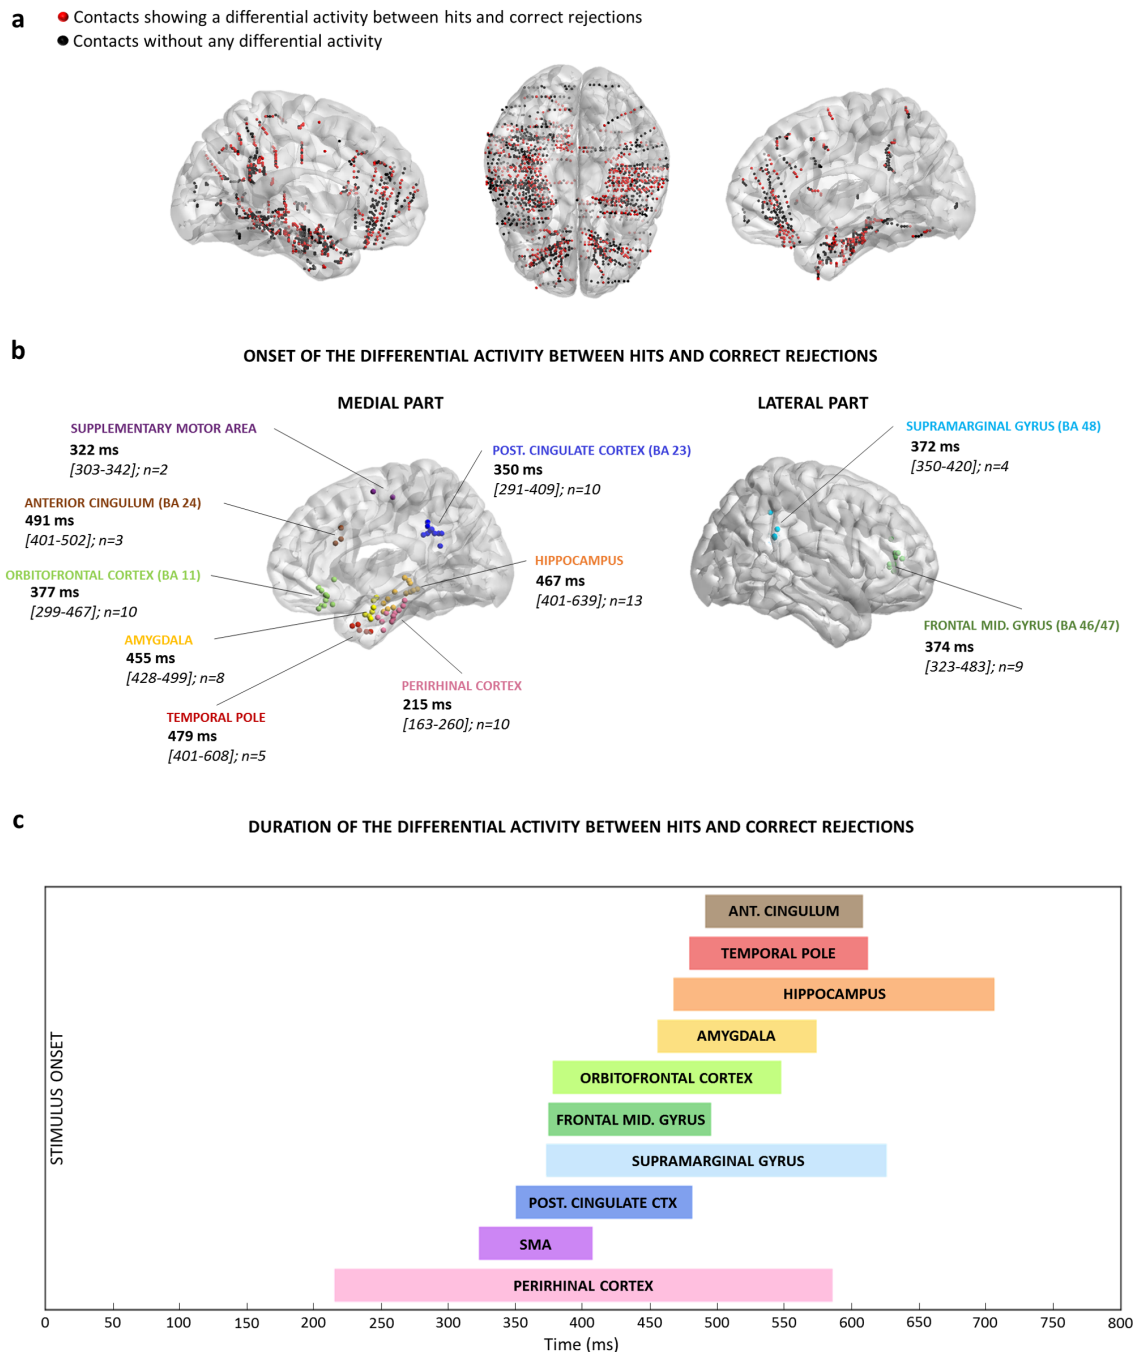 a
Contacts showing a differential activity between hits and correct rejections
Contacts without any differential activity
b
ONSET OF THE DIFFERENTIAL ACTIVITY BETWEEN HITS AND CORRECT REJECTIONS
MEDIAL PART
SUPPLEMENTARY MOTOR AREA
322 ms
[303-342]; n=2
POST. CINGULATE CORTEX (BA 23)
350 ms
[291-409]; n=10
ANTERIOR CINGULUM (BA 24)
491 ms
[401-502]; n=3
HIPPOCAMPUS
467 ms
[401-639]; n=13
ORBITOFRONTAL CORTEX (BA 11)
377 ms
[299-467]; n=10
AMYGDALA
455 ms
[428-499]; n=8
PERIRHINAL CORTEX
215 ms
[163-260]; n=10
TEMPORAL POLE
479 ms
[401-608]; n=5
LATERAL PART
SUPRAMARGINAL GYRUS (BA 48)
372 ms
[350-420]; n=4
FRONTAL MID. GYRUS (BA 46/47)
374 ms
[323-483]; n=9
c
DURATION OF THE DIFFERENTIAL ACTIVITY BETWEEN HITS AND CORRECT REJECTIONS
STIMULUS ONSET
ANT. CINGULUM
TEMPORAL POLE
HIPPOCAMPUS
AMYGDALA
ORBITOFRONTAL CORTEX
FRONTAL MID. GYRUS
SUPRAMARGINAL GYRUS
POST. CINGULATE CTX
SMA
PERIRHINAL CORTEX
0 50 100 150 200 250 300 350 400 450 500 550 600 650 700 750 800
Time (ms)